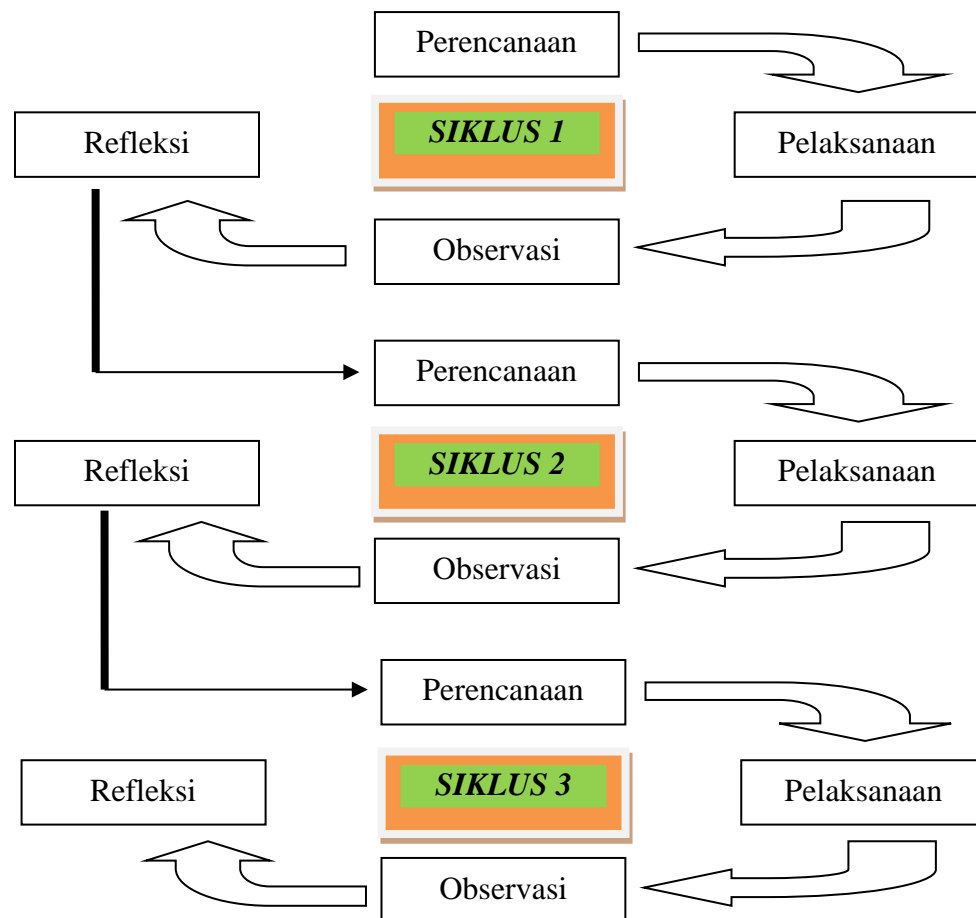 Perencanaan
Refleksi
SIKLUS 1
Pelaksanaan
Observasi
Perencanaan
Refleksi
SIKLUS 2
Pelaksanaan
Observasi
Perencanaan
Refleksi
SIKLUS 3
Pelaksanaan
Observasi